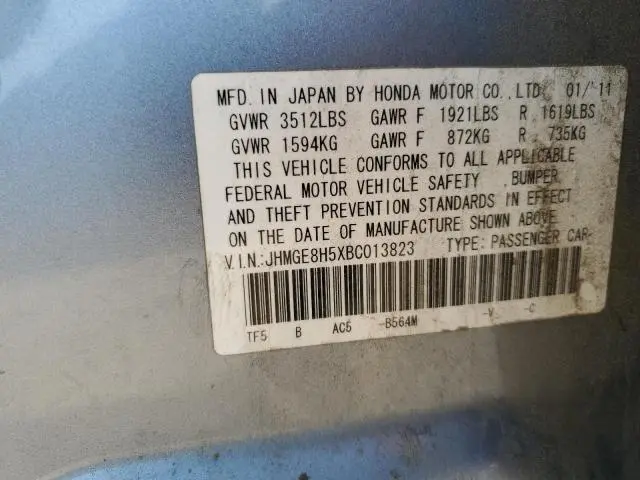 MFD. IN JAPAN BY HONDA MOTOR CO., LTD. 01/'11
GVWR 3512LBS GAWR F 1921LBS R 1619LBS
GVWR 1594KG GAWR F 872KG R 735KG
THIS VEHICLE CONFORMS TO ALL APPLICABLE
FEDERAL MOTOR VEHICLE SAFETY , BUMPER
AND THEFT PREVENTION STANDARDS IN EFFECT
ON THE DATE OF MANUFACTURE SHOWN ABOVE.
V.I.N.:JHMGE8H5XBC013823 TYPE: PASSENGER CAR
TF5 B AC5 -B564M -V -C